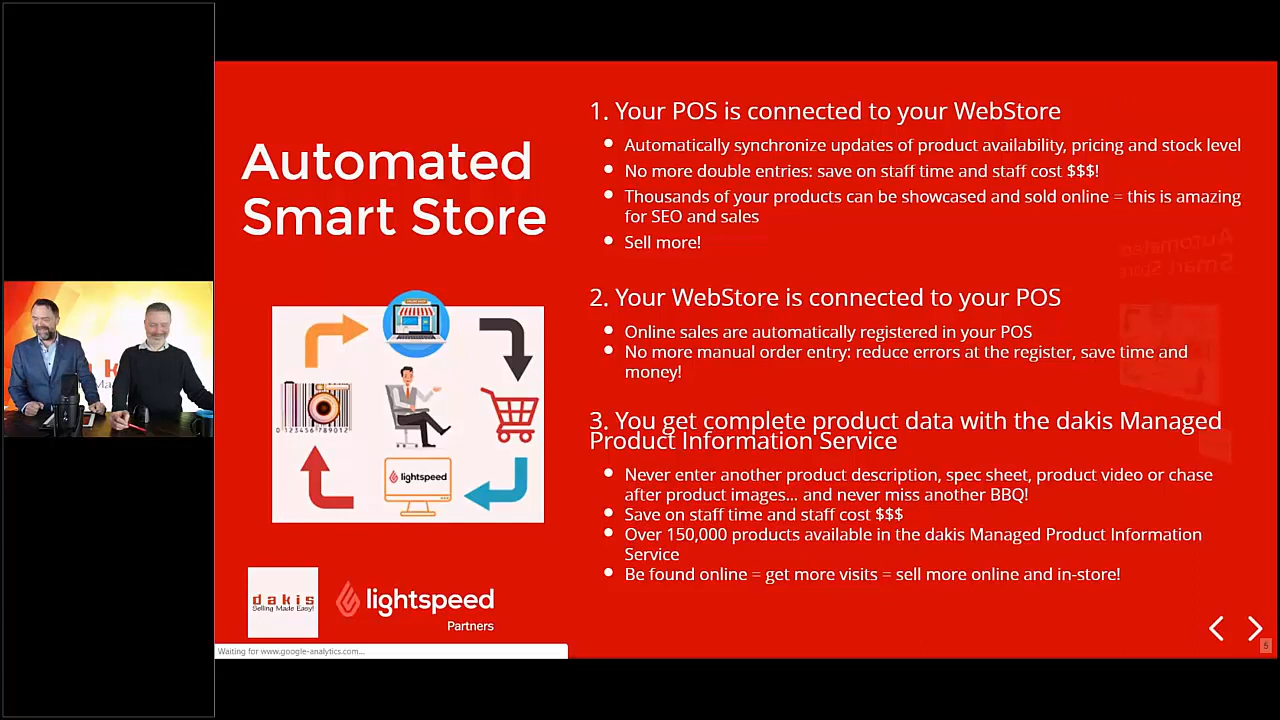 Automated
Smart Store
1. Your POS is connected to your WebStore
Automatically synchronize updates of product availability, pricing and stock level
No more double entries: save on staff time and staff cost $$$!
Thousands of your products can be showcased and sold online = this is amazing
for SEO and sales
Sell more!
2. Your WebStore is connected to your POS
Online sales are automatically registered in your POS
No more manual order entry: reduce errors at the register, save time and
money!
3. You get complete product data with the dakis Managed
Product Information Service
Never enter another product description, spec sheet, product video or chase
after product images... and never miss another BBQ!
Save on staff time and staff cost $$$
Over 150,000 products available in the dakis Managed Product Information
Service
Be found online = get more visits = sell more online and in-store!
0 123456 789012
lightspeed
dakis
Selling Made Easy!
lightspeed
Partners
Waiting for www.google-analytics.com...
5